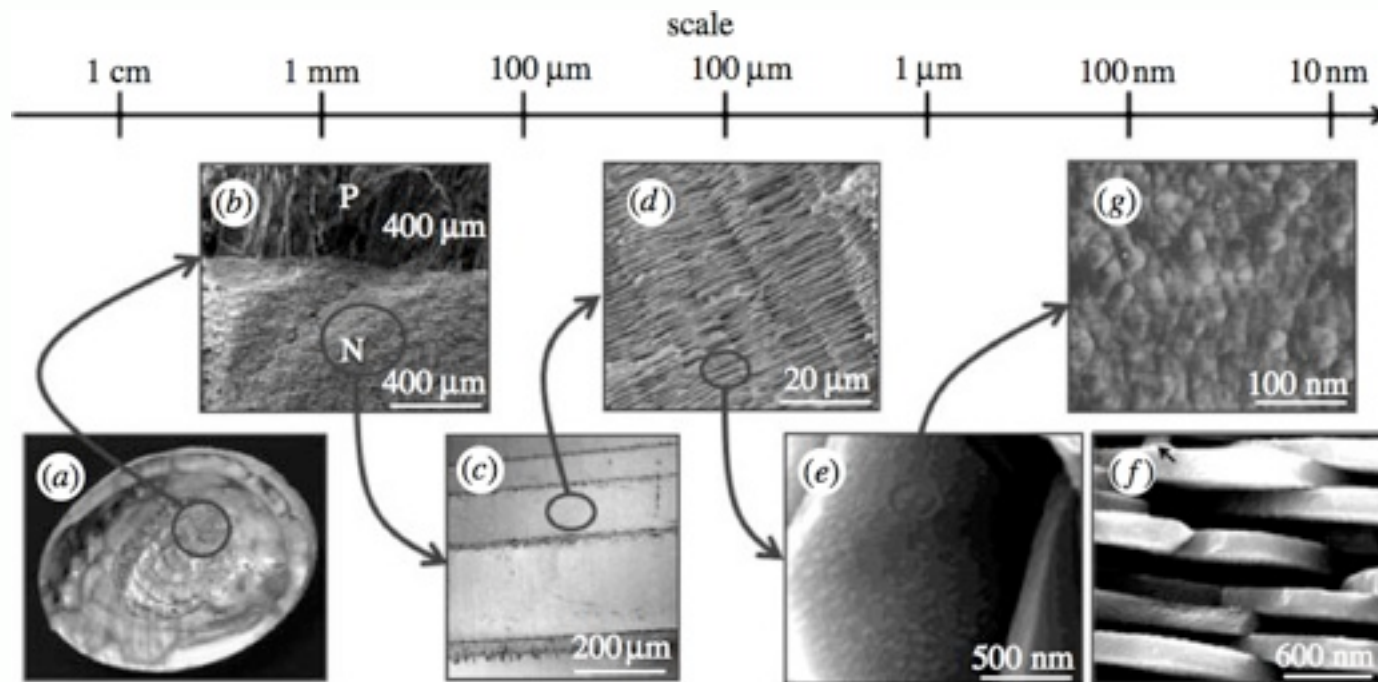 scale
1 cm
1 mm
100 μm
100 μm
1 μm
100 nm
10 nm
(b)
P
400 μm
N
400 μm
(d)
20 μm
(g)
100 nm
(a)
(c)
200 μm
(e)
500 nm
(f)
600 nm